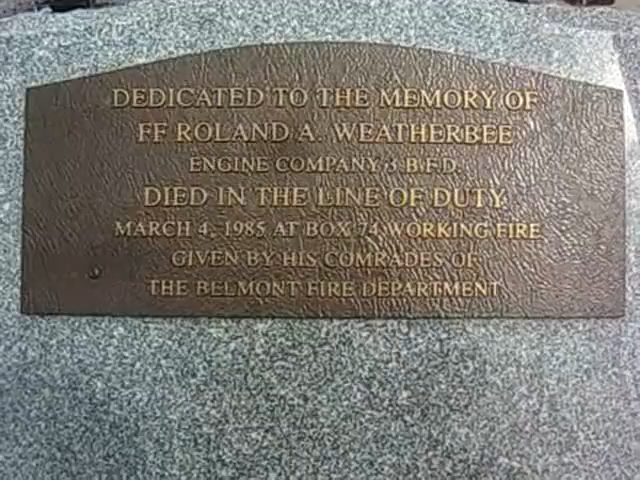 DEDICATED TO THE MEMORY OF
FF ROLAND A. WEATHERBEE
ENGINE COMPANY 3 B.F.D.
DIED IN THE LINE OF DUTY
MARCH 4, 1985 AT BOX 74, WORKING FIRE
GIVEN BY HIS COMRADES OF
THE BELMONT FIRE DEPARTMENT